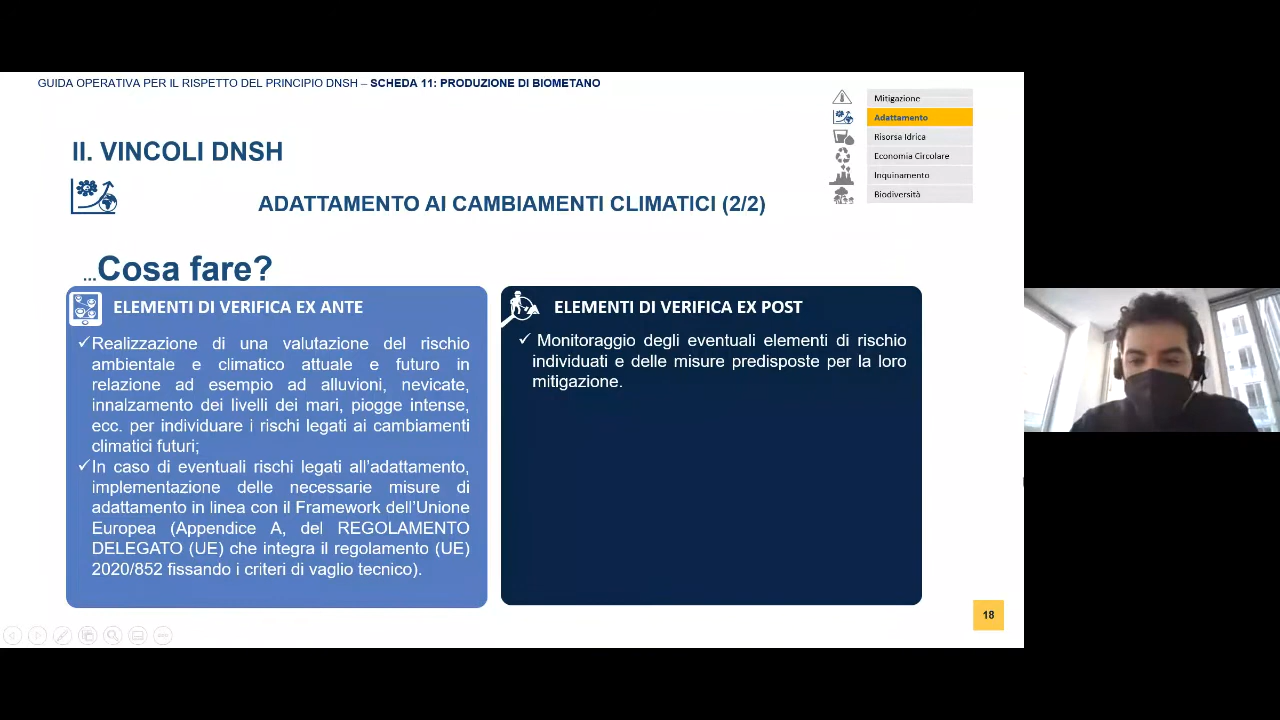 GUIDA OPERATIVA PER IL RISPETTO DEL PRINCIPIO DNSH – SCHEDA 11: PRODUZIONE DI BIOMETANO
Mitigazione
Adattamento
Risorsa Idrica
Economia Circolare
Inquinamento
Biodiversità
II. VINCOLI DNSH
ADATTAMENTO AI CAMBIAMENTI CLIMATICI (2/2)
...Cosa fare?
ELEMENTI DI VERIFICA EX ANTE
✓Realizzazione di una valutazione del rischio
ambientale e climatico attuale e futuro in
relazione ad esempio ad alluvioni, nevicate,
innalzamento dei livelli dei mari, piogge intense,
ecc. per individuare i rischi legati ai cambiamenti
climatici futuri;
✓In caso di eventuali rischi legati all’adattamento,
implementazione delle necessarie misure di
adattamento in linea con il Framework dell’Unione
Europea (Appendice A, del REGOLAMENTO
DELEGATO (UE) che integra il regolamento (UE)
2020/852 fissando i criteri di vaglio tecnico).
ELEMENTI DI VERIFICA EX POST
✓ Monitoraggio degli eventuali elementi di rischio
individuati e delle misure predisposte per la loro
mitigazione.
18